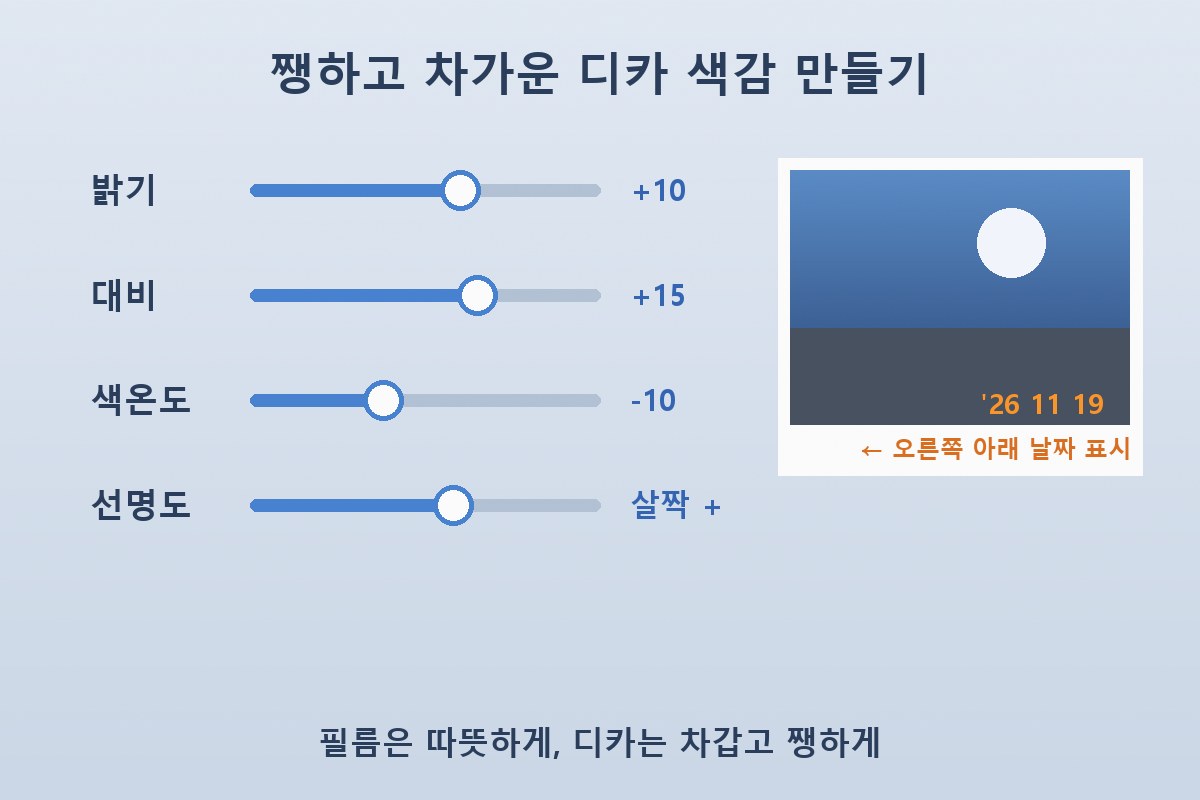 쨍하고 차가운 디카 색감 만들기
밝기 +10
대비 +15
색온도 -10
선명도 살짝 +
'26 11 19
← 오른쪽 아래 날짜 표시
필름은 따뜻하게, 디카는 차갑고 쨍하게